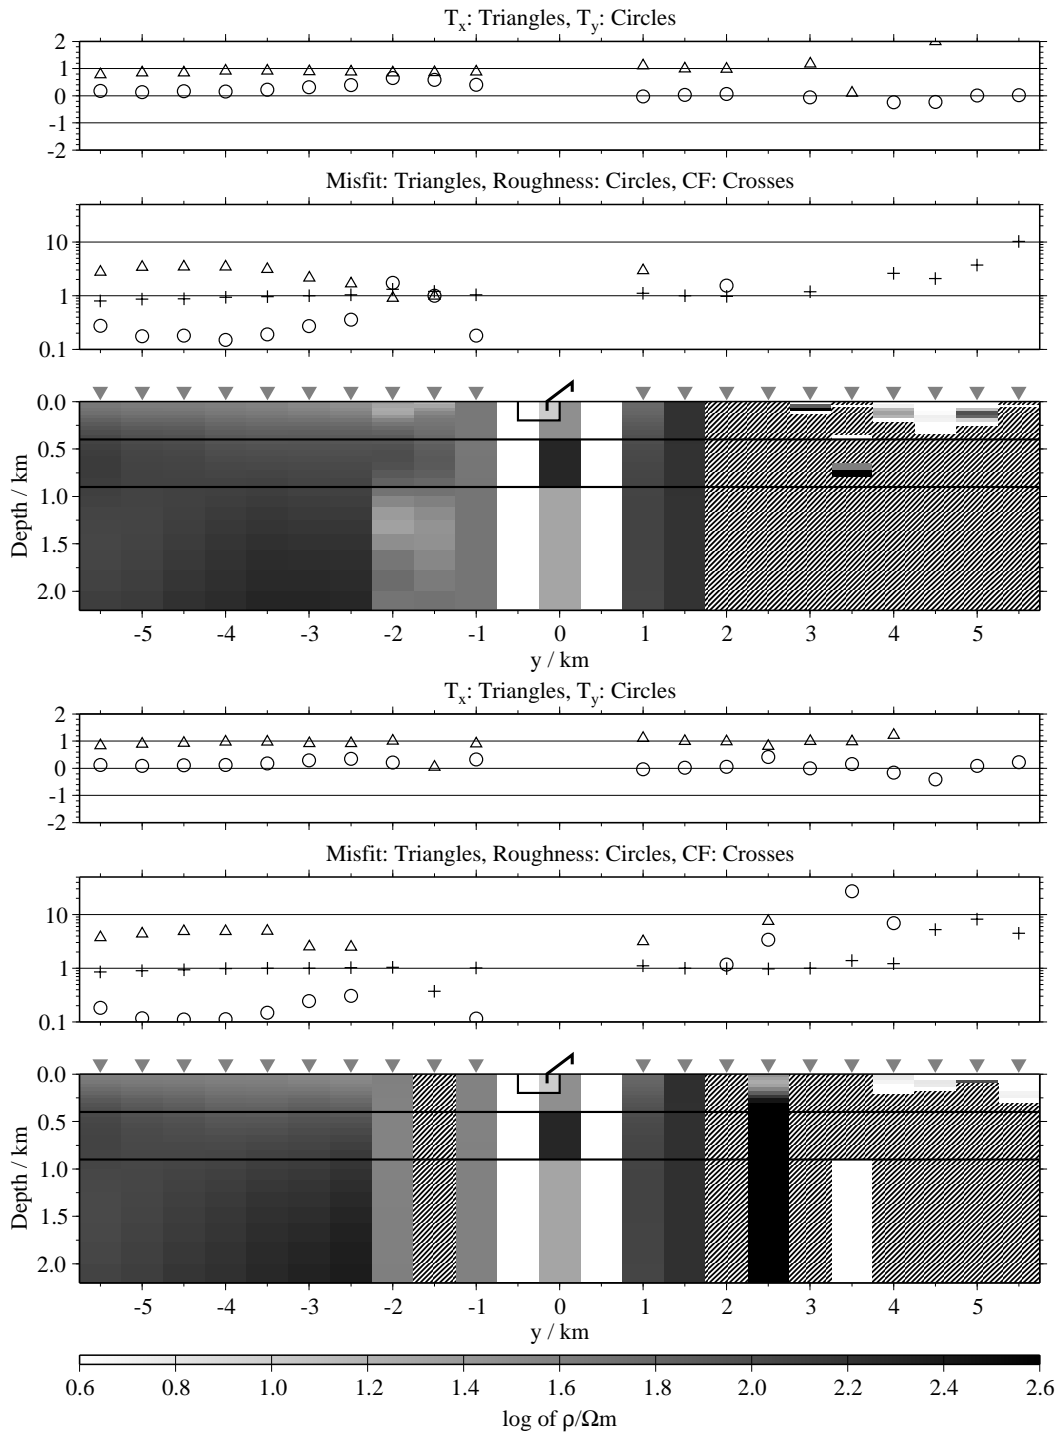 Tx: Triangles, Ty: Circles
2
1
0
-1
-2
Misfit: Triangles, Roughness: Circles, CF: Crosses
10
1
0.1
0.0
0.5
1.0
1.5
2.0
Depth / km
-5 -4 -3 -2 -1 0 1 2 3 4 5
y / km
Tx: Triangles, Ty: Circles
2
1
0
-1
-2
Misfit: Triangles, Roughness: Circles, CF: Crosses
10
1
0.1
0.0
0.5
1.0
1.5
2.0
Depth / km
-5 -4 -3 -2 -1 0 1 2 3 4 5
y / km
0.6 0.8 1.0 1.2 1.4 1.6 1.8 2.0 2.2 2.4 2.6
log of ρ/Ωm